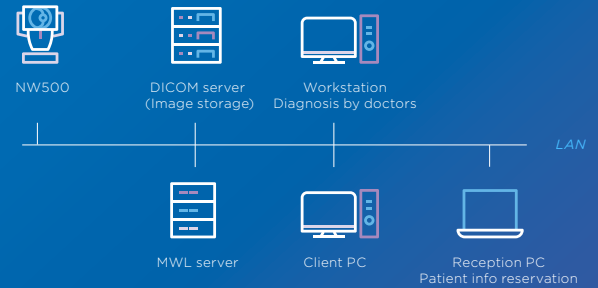 NW500
DICOM server
(Image storage)
Workstation
Diagnosis by doctors
LAN
MWL server
Client PC
Reception PC
Patient info reservation